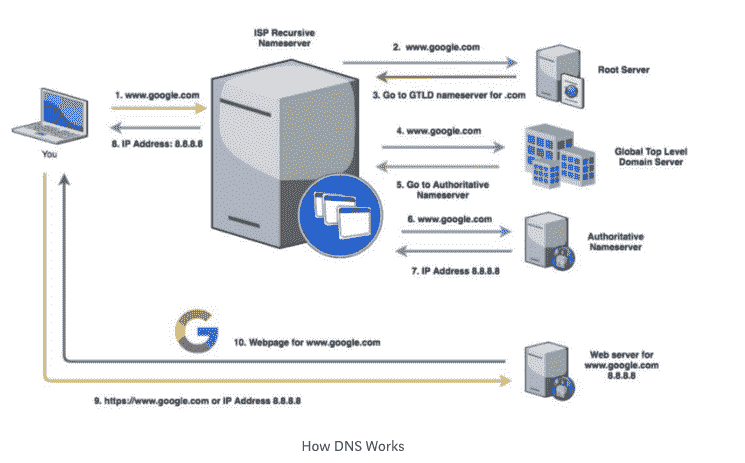 ISP Recursive
Nameserver
2. www.google.com
Root Server
1. www.google.com
3. Go to GTLD nameserver for .com
8. IP Address: 8.8.8.8
You
4. www.google.com
Global Top Level
Domain Server
5. Go to Authoritative
Nameserver
6. www.google.com
Authoritative
Nameserver
7. IP Address 8.8.8.8
G
10. Webpage for www.google.com
Web server for
www.google.com
8.8.8.8
9. https://www.google.com or IP Address 8.8.8.8
How DNS Works